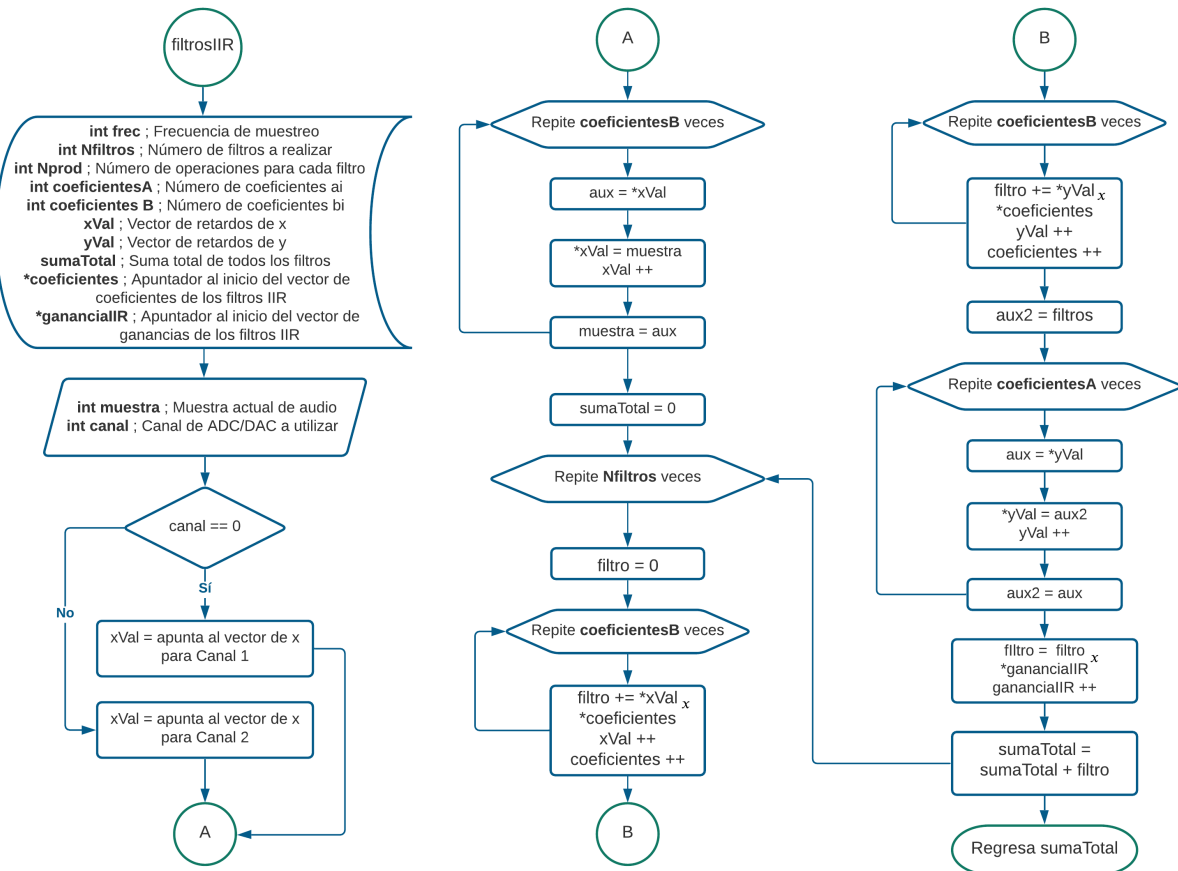 filtrosIIR
int frec ; Frecuencia de muestreo
int Nfiltros ; Número de filtros a realizar
int Nprod ; Número de operaciones para cada filtro
int coeficientesA ; Número de coeficientes ai
int coeficientes B ; Número de coeficientes bi
xVal ; Vector de retardos de x
yVal ; Vector de retardos de y
sumaTotal ; Suma total de todos los filtros
*coeficientes ; Apuntador al inicio del vector de
coeficientes de los filtros IIR
*gananciaIIR ; Apuntador al inicio del vector de
ganancias de los filtros IIR
int muestra ; Muestra actual de audio
int canal ; Canal de ADC/DAC a utilizar
canal == 0
Sí
No
xVal = apunta al vector de x
para Canal 1
xVal = apunta al vector de x
para Canal 2
A
A
Repite coeficientesB veces
aux = *xVal
*xVal = muestra
xVal ++
muestra = aux
sumaTotal = 0
Repite Nfiltros veces
filtro = 0
Repite coeficientesB veces
filtro += *xVal x
*coeficientes
xVal ++
coeficientes ++
B
B
Repite coeficientesB veces
filtro += *yVal x
*coeficientes
yVal ++
coeficientes ++
aux2 = filtros
Repite coeficientesA veces
aux = *yVal
*yVal = aux2
yVal ++
aux2 = aux
fIltro = filtro x
*gananciaIIR
gananciaIIR ++
sumaTotal =
sumaTotal + filtro
Regresa sumaTotal